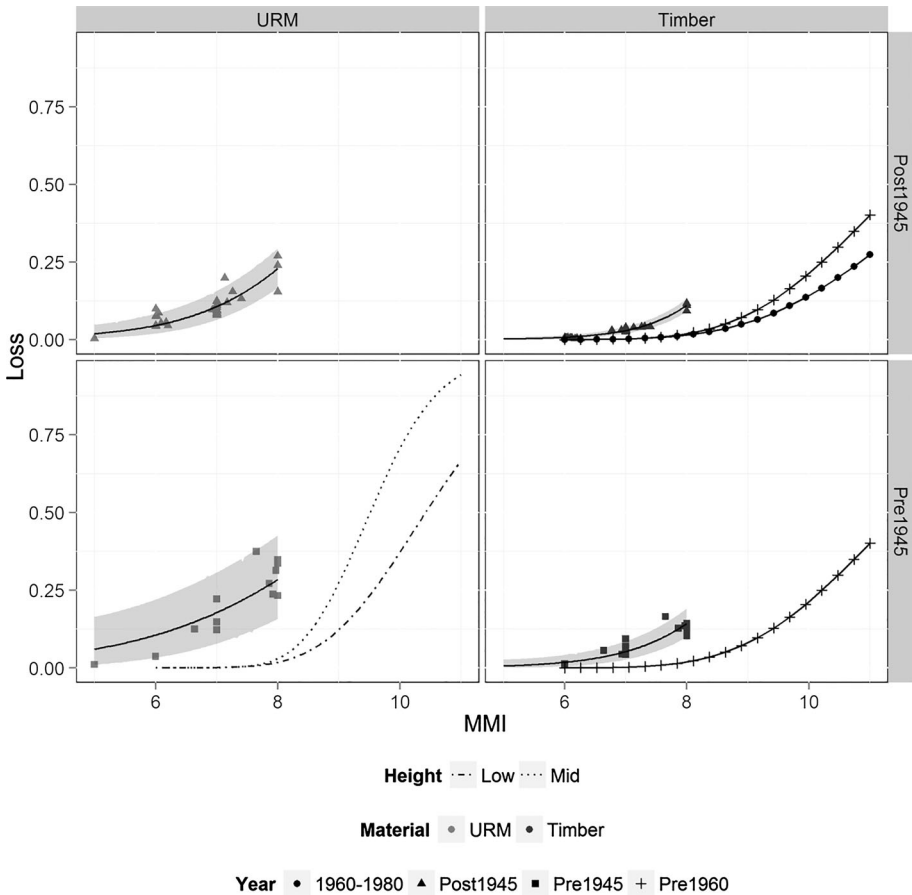 URM Timber
0.75
0.50
0.25
0.00
Post1945
0.75
0.50
0.25
0.00
Pre1945
Loss
6 8 10 6 8 10
MMI
Height Low Mid
Material URM Timber
Year 1960-1980 Post1945 Pre1945 Pre1960